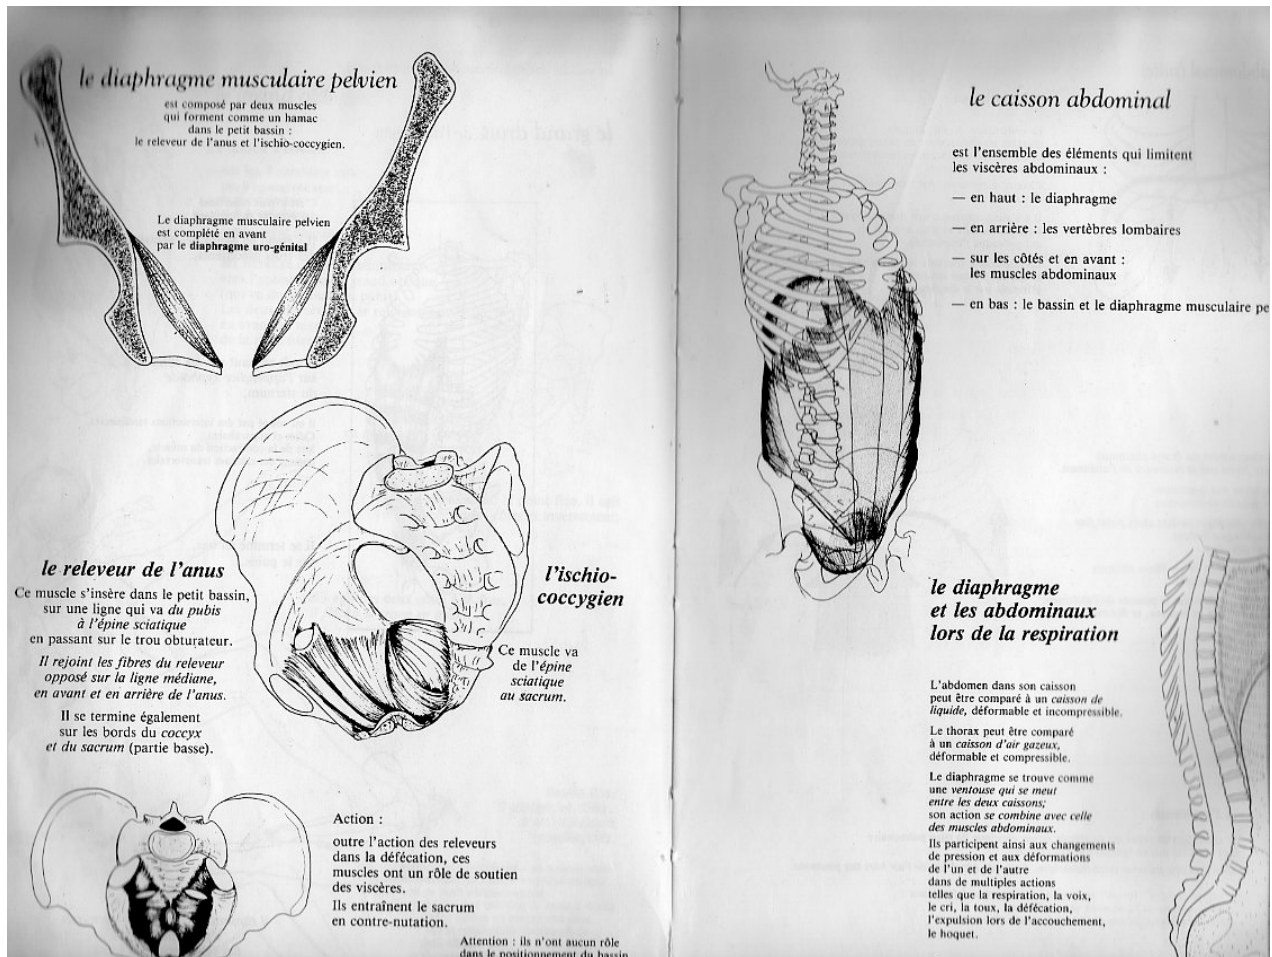 le diaphragme musculaire pelvien
est composé par deux muscles
qui forment comme un hamac
dans le petit bassin :
le releveur de l'anus et l'ischio-coccygien.
Le diaphragme musculaire pelvien
est complété en avant
par le diaphragme uro-génital
le releveur de l'anus
Ce muscle s'insère dans le petit bassin,
sur une ligne qui va du pubis
à l'épine sciatique
en passant sur le trou obturateur.
Il rejoint les fibres du releveur
opposé sur la ligne médiane,
en avant et en arrière de l'anus.
Il se termine également
sur les bords du coccyx
et du sacrum (partie basse).
l'ischio-
coccygien
Ce muscle va
de l'épine
sciatique
au sacrum.
Action :
outre l'action des releveurs
dans la défécation, ces
muscles ont un rôle de soutien
des viscères.
Ils entraînent le sacrum
en contre-nutation.
Attention : ils n'ont aucun rôle
dans le positionnement du bassin
le caisson abdominal
est l'ensemble des éléments qui limitent
les viscères abdominaux :
— en haut : le diaphragme
— en arrière : les vertèbres lombaires
— sur les côtés et en avant :
les muscles abdominaux
— en bas : le bassin et le diaphragme musculaire pe
le diaphragme
et les abdominaux
lors de la respiration
L'abdomen dans son caisson
peut être comparé à un caisson de
liquide, déformable et incompressible.
Le thorax peut être comparé
à un caisson d'air gazeux,
déformable et compressible.
Le diaphragme se trouve comme
une ventouse qui se meut
entre les deux caissons;
son action se combine avec celle
des muscles abdominaux.
Ils participent ainsi aux changements
de pression et aux déformations
de l'un et de l'autre
dans de multiples actions
telles que la respiration, la voix,
le cri, la toux, la défécation,
l'expulsion lors de l'accouchement,
le hoquet.